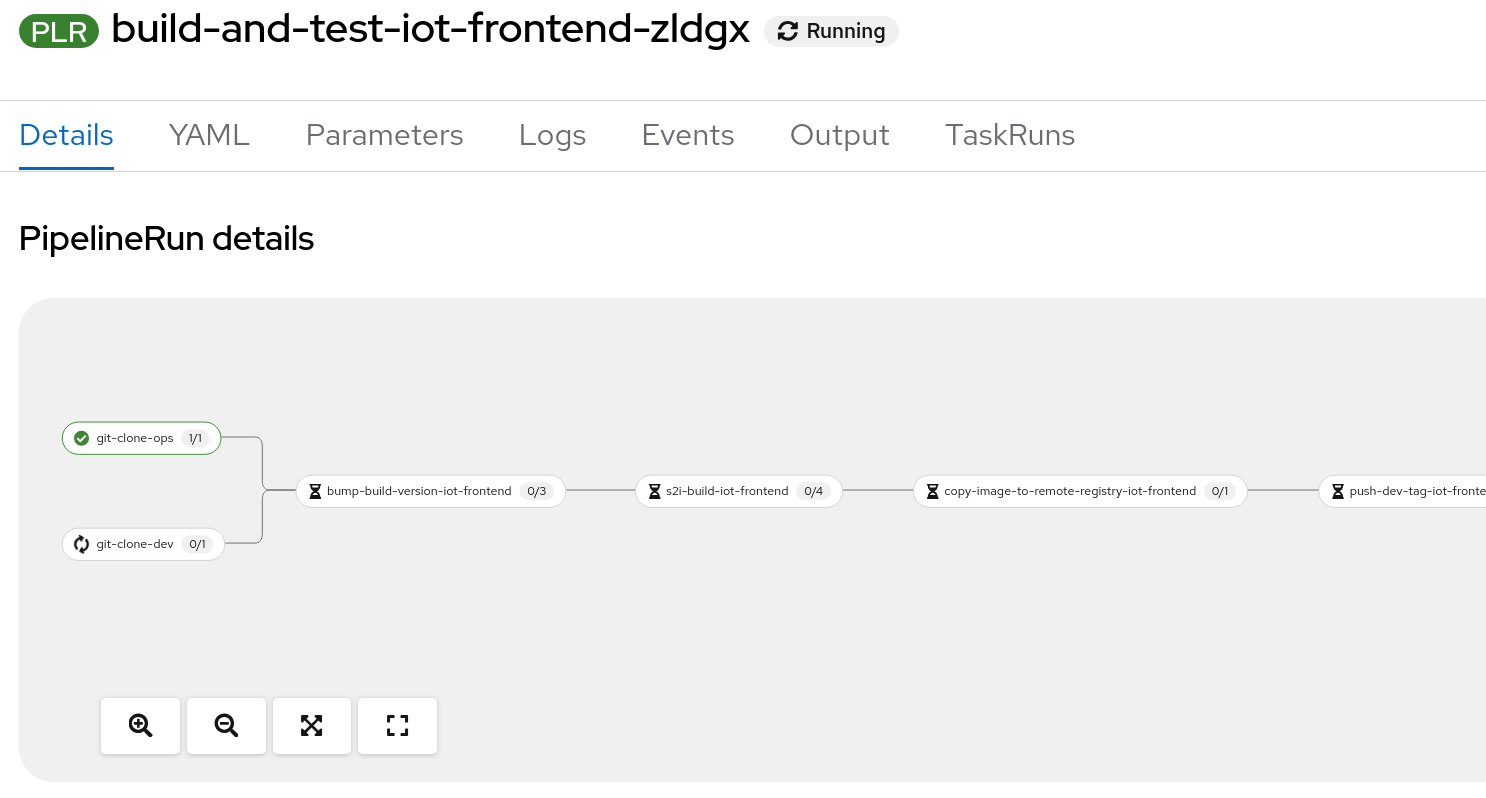 PLR build-and-test-iot-frontend-zldgx Running
Details YAML Parameters Logs Events Output TaskRuns
PipelineRun details
git-clone-ops 1/1
bump-build-version-iot-frontend 0/3 s2i-build-iot-frontend 0/4 copy-image-to-remote-registry-iot-frontend 0/1 push-dev-tag-iot-fronte
git-clone-dev 0/1